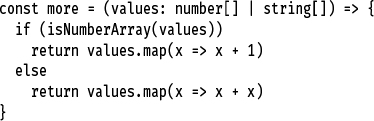 const more = (values: number[] | string[]) => {
  if (isNumberArray(values))
    return values.map(x => x + 1)
  else
    return values.map(x => x + x)
}